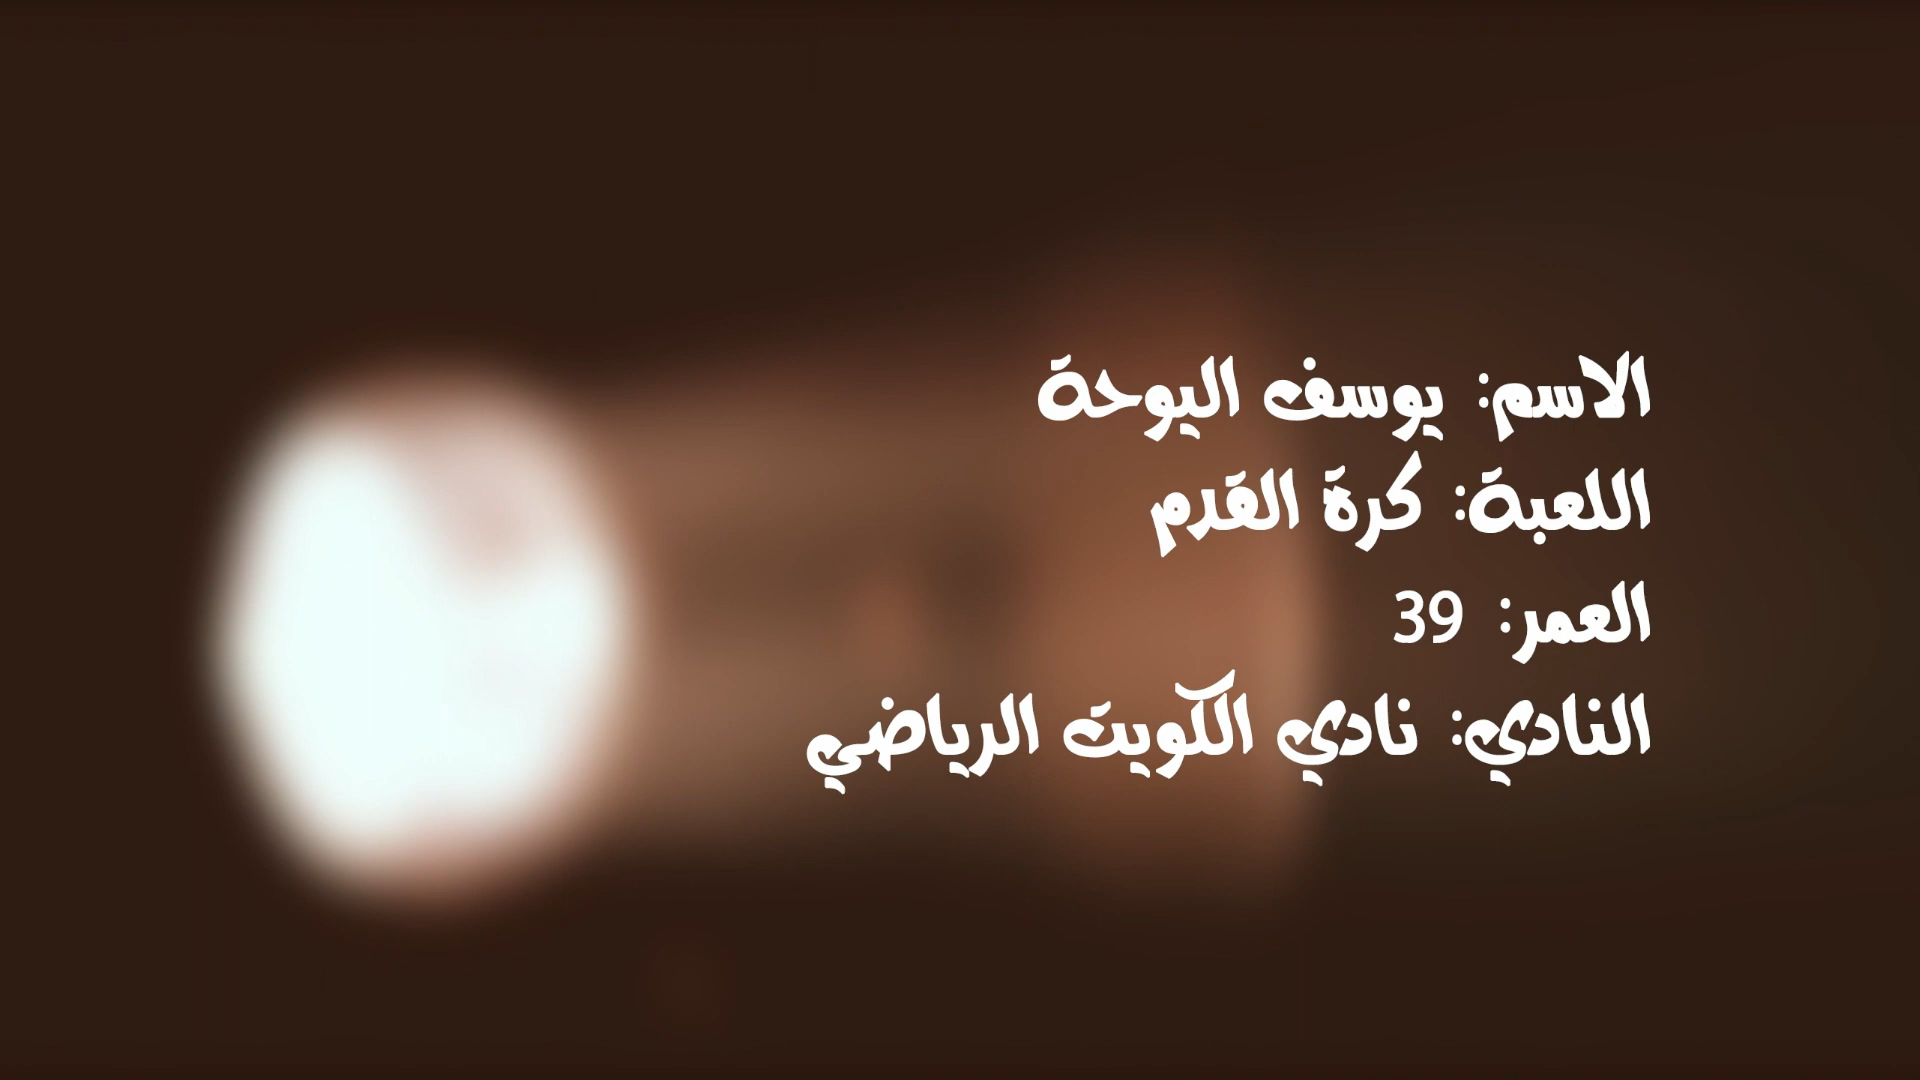 الاسم: يوسف اليوحة
اللعبة: كرة القدم
العمر: 39
النادي: نادي الكويت الرياضي